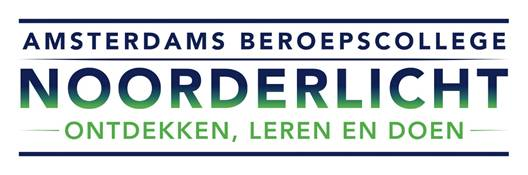 AMSTERDAMS BEROEPSCOLLEGE
NOORDERLICHT
ONTDEKKEN, LEREN EN DOEN